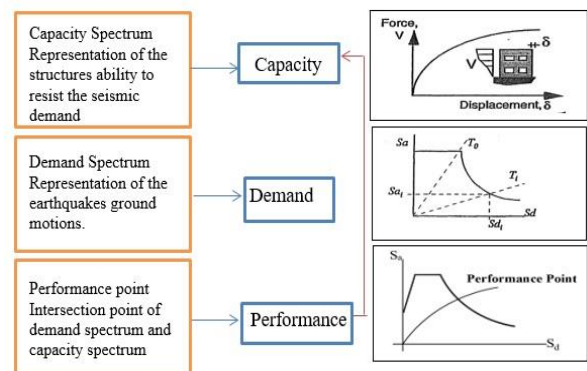 Capacity Spectrum
Representation of the
structures ability to
resist the seismic
demand
Capacity
Force,
V
δ
V
Displacement, δ
Demand Spectrum
Representation of the
earthquakes ground
motions.
Demand
Sa
T₀
Tᵢ
Saᵢ
Sdᵢ
Sd
Performance point
Intersection point of
demand spectrum and
capacity spectrum
Performance
Sₐ
Performance Point
S_d